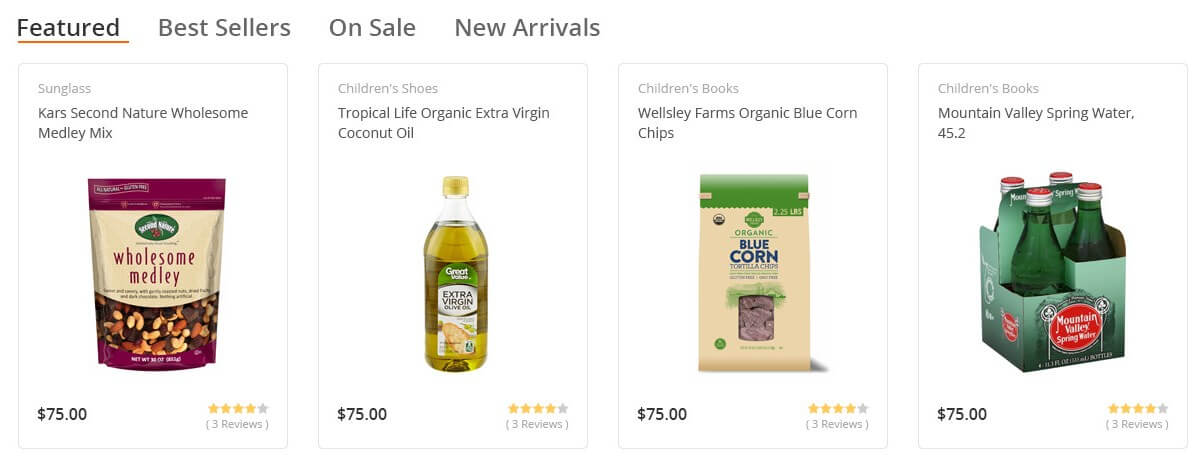 Featured Best Sellers On Sale New Arrivals
Sunglass
Kars Second Nature Wholesome
Medley Mix
ALL NATURAL • GLUTEN FREE
Second Nature
wholesome
medley
NET WT 30 OZ
$75.00
( 3 Reviews )
Children's Shoes
Tropical Life Organic Extra Virgin
Coconut Oil
Great
Value
EXTRA
VIRGIN
OLIVE OIL
$75.00
( 3 Reviews )
Children's Books
Wellsley Farms Organic Blue Corn
Chips
2.25 LBS
ORGANIC
BLUE
CORN
TORTILLA CHIPS
$75.00
( 3 Reviews )
Children's Books
Mountain Valley Spring Water,
45.2
Mountain
Valley
Spring Water
$75.00
( 3 Reviews )